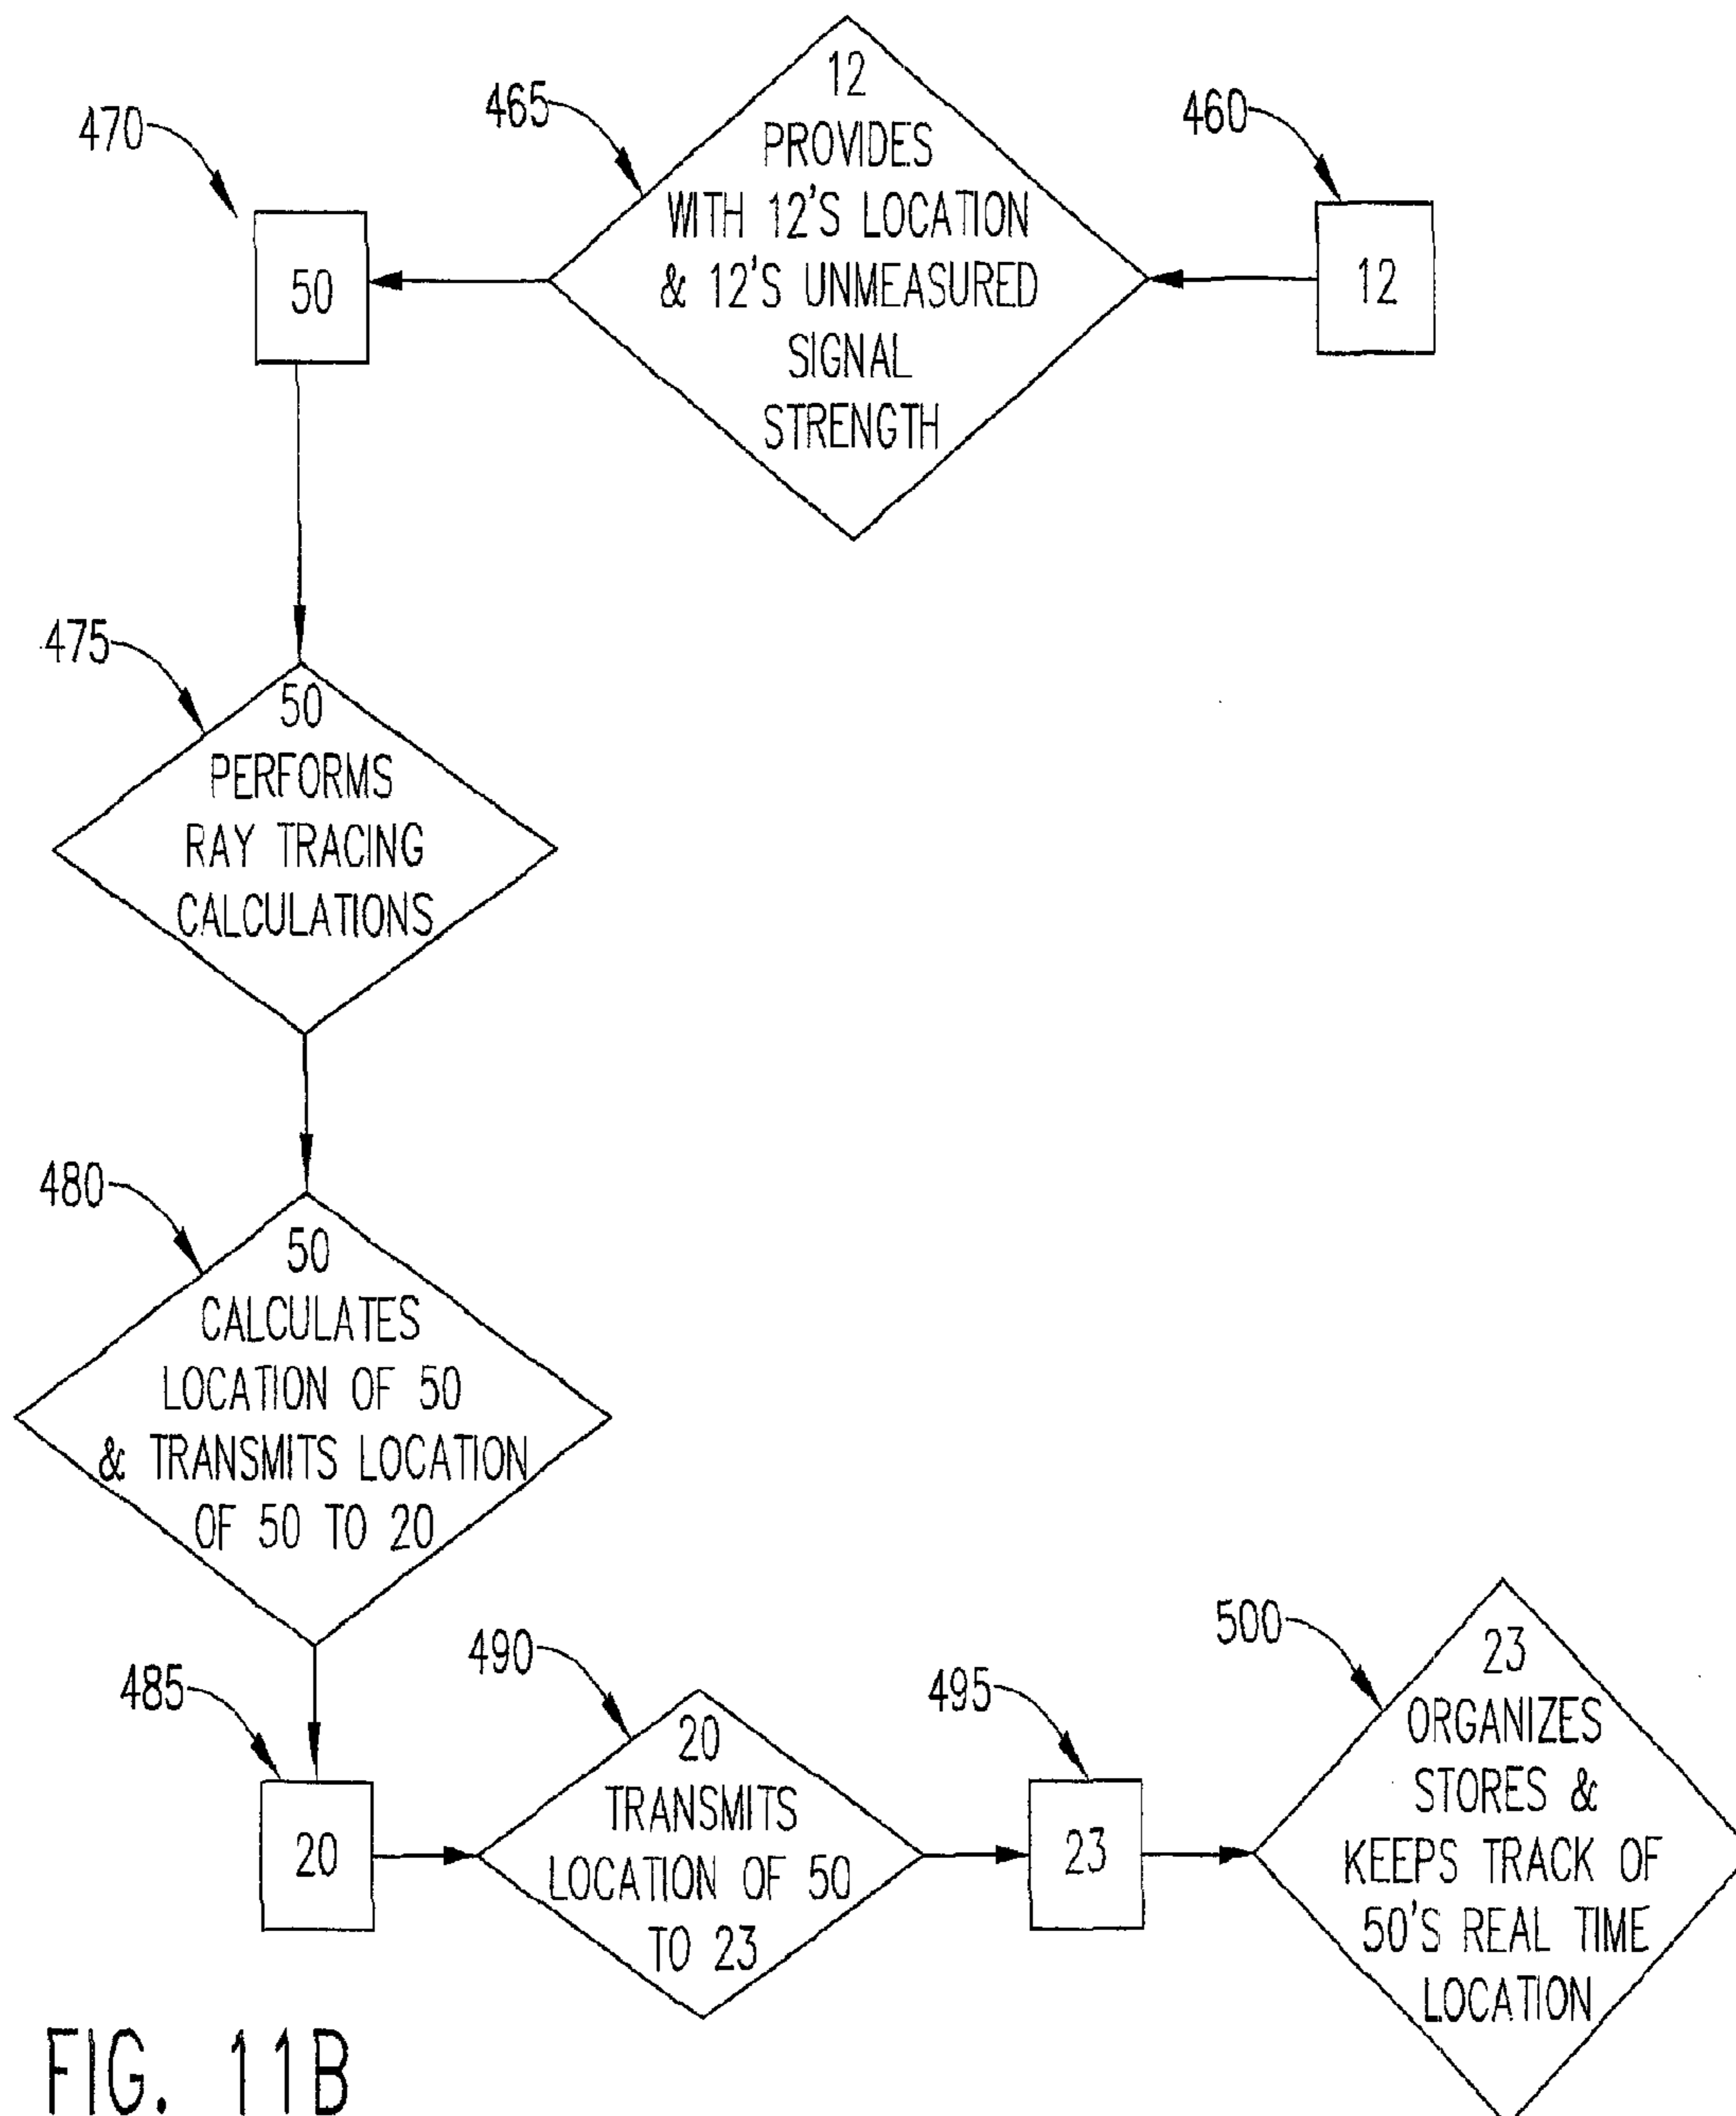 470
465
12
PROVIDES
WITH 12'S LOCATION
& 12'S UNMEASURED
SIGNAL
STRENGTH
460
12
50
475
50
PERFORMS
RAY TRACING
CALCULATIONS
480
50
CALCULATES
LOCATION OF 50
& TRANSMITS LOCATION
OF 50 TO 20
485
20
490
20
TRANSMITS
LOCATION OF 50
TO 23
495
23
500
23
ORGANIZES
STORES &
KEEPS TRACK OF
50'S REAL TIME
LOCATION
FIG. 11B